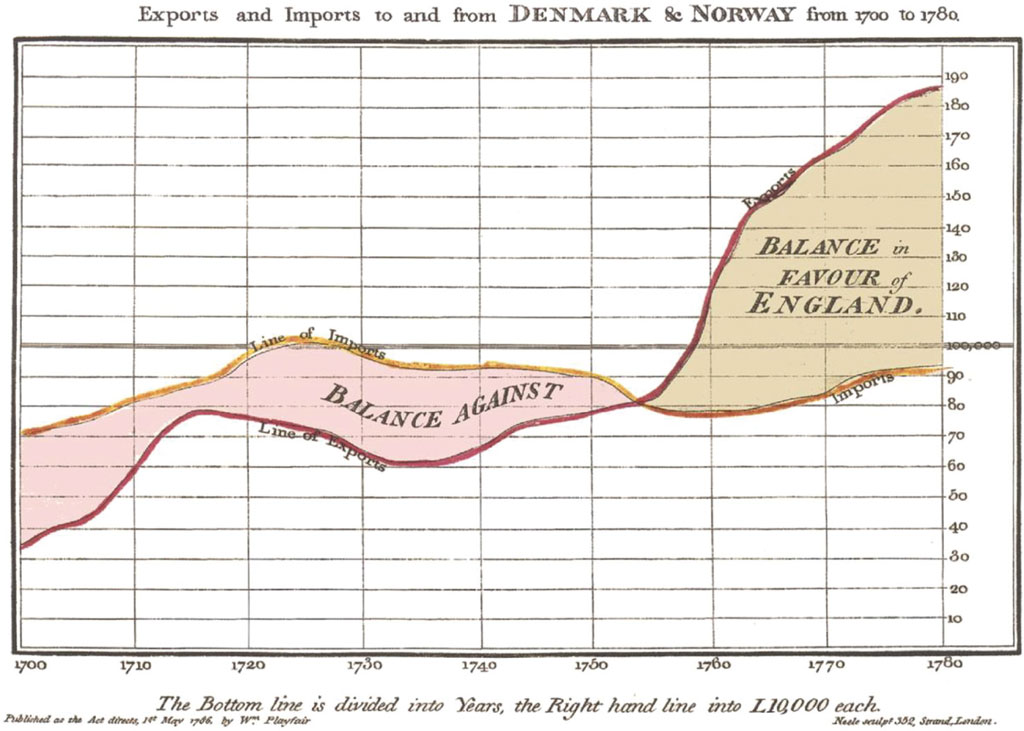 Exports and Imports to and from DENMARK & NORWAY from 1700 to 1780.
190
180
170
160
150
140
130
120
110
100,000
90
80
70
60
50
40
30
20
10
Exports
BALANCE in
FAVOUR of
ENGLAND.
Line of Imports
BALANCE AGAINST
Imports
Line of Exports
1700 1710 1720 1730 1740 1750 1760 1770 1780
The Bottom line is divided into Years, the Right hand line into L10,000 each.
Published as the Act directs, 1st May 1786. by Wm. Playfair
Neele sculpt 352, Strand, London.